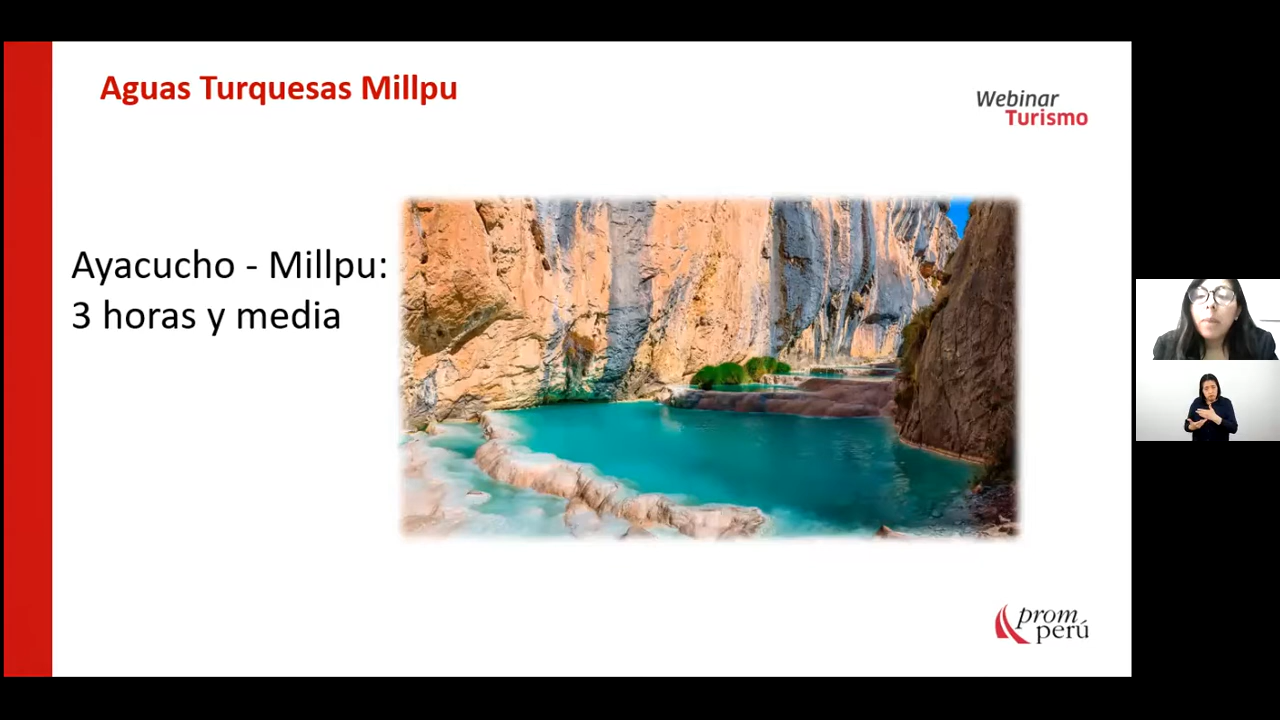 Aguas Turquesas Millpu
Webinar
Turismo
Ayacucho - Millpu:
3 horas y media
prom
perú